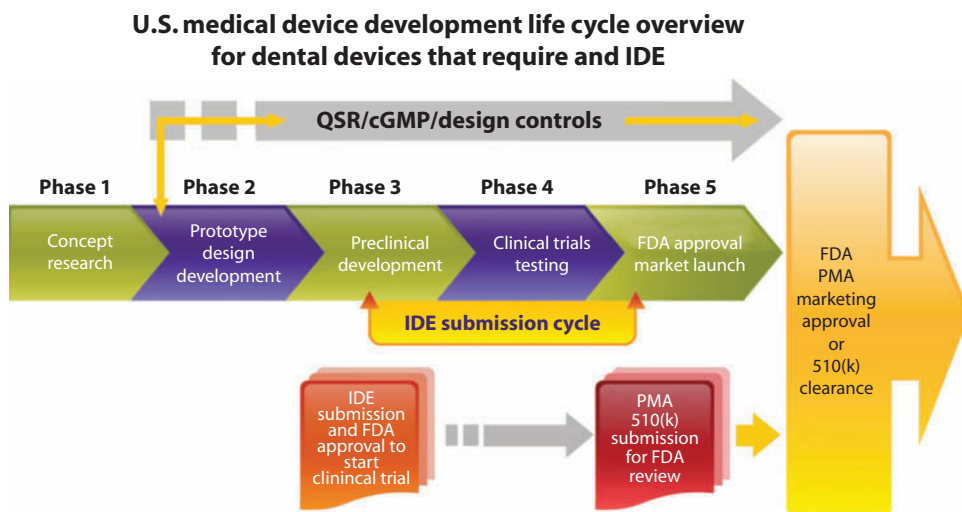 U.S. medical device development life cycle overview
for dental devices that require and IDE
QSR/cGMP/design controls
Phase 1
Phase 2
Phase 3
Phase 4
Phase 5
Concept
research
Prototype
design
development
Preclinical
development
Clinical trials
testing
FDA approval
market launch
IDE submission cycle
IDE
submission
and FDA
approval to
start
clinincal trial
PMA
510(k)
submission
for FDA
review
FDA
PMA
marketing
approval
or
510(k)
clearance